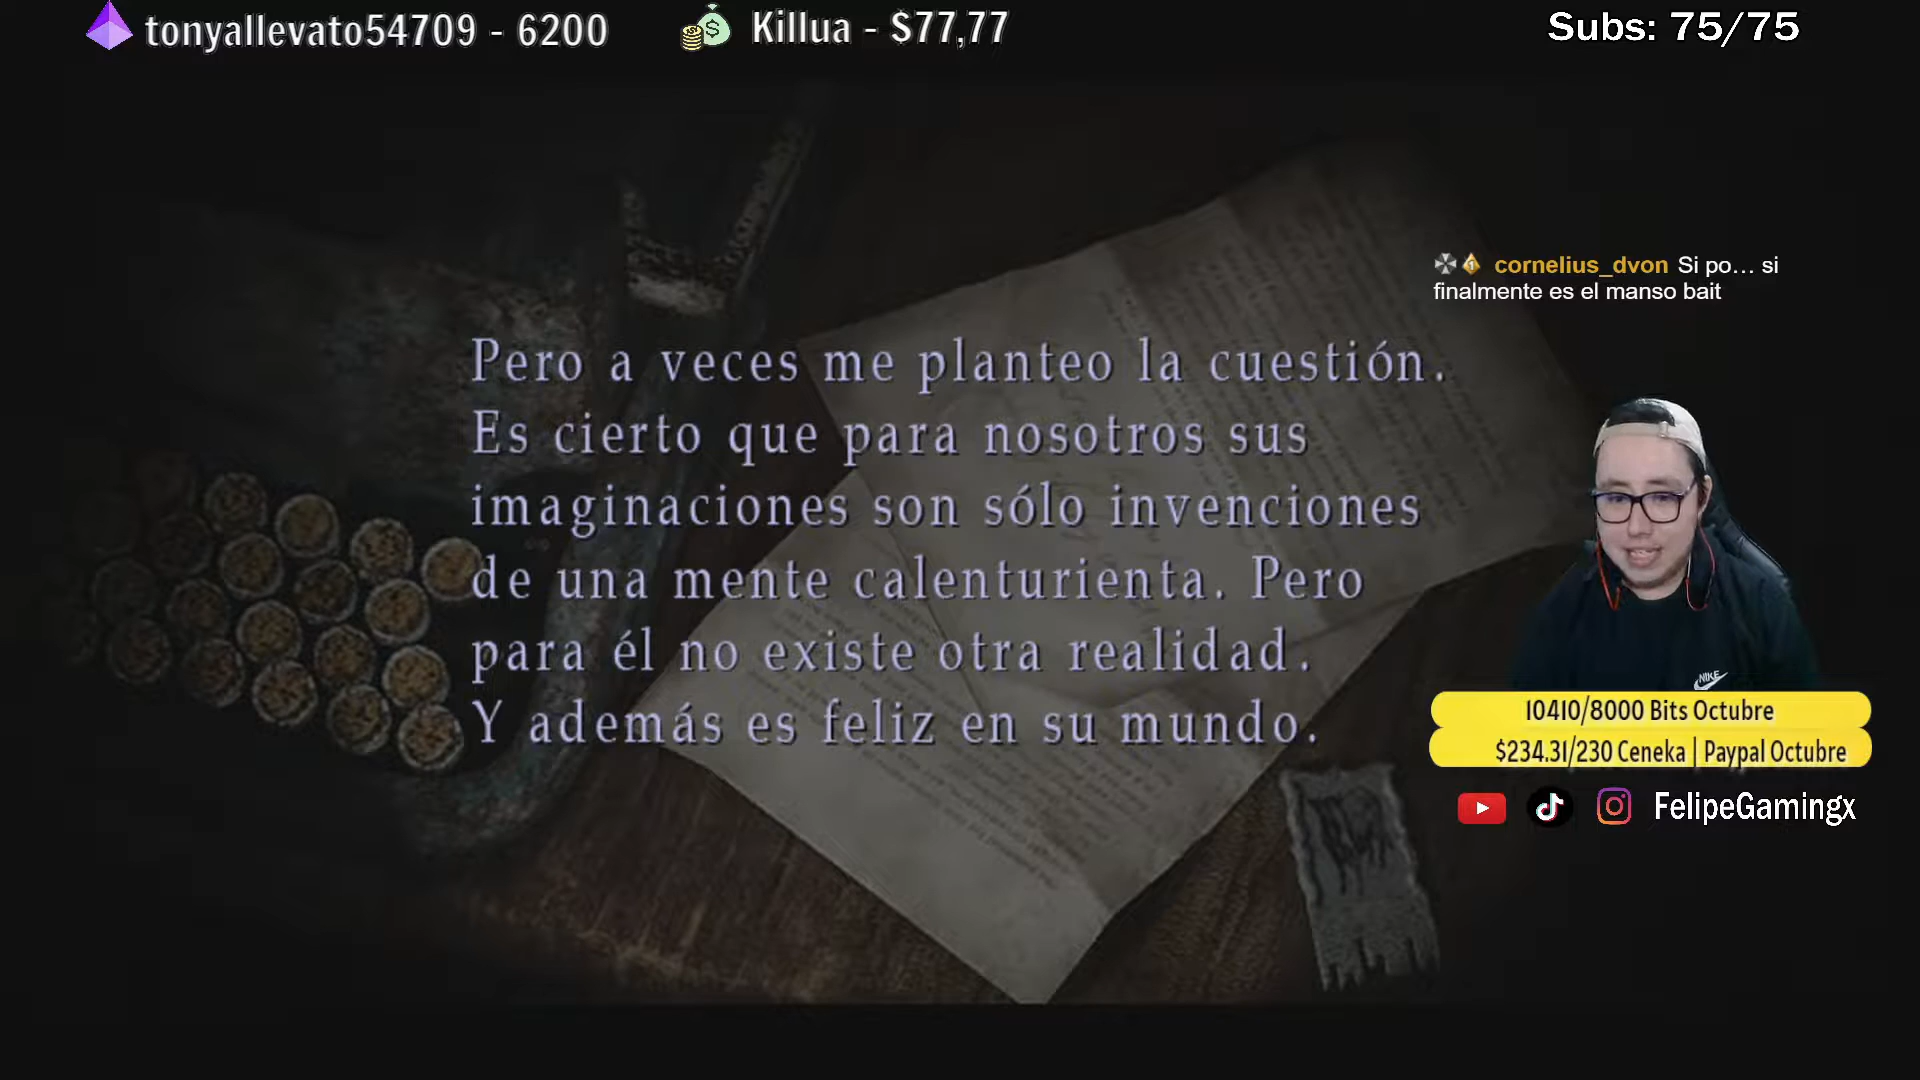 tonyallevato54709 - 6200
Killua - $77,77
Subs: 75/75
cornelius_dvon Si po... si
finalmente es el manso bait
Pero a veces me planteo la cuestión.
Es cierto que para nosotros sus
imaginaciones son sólo invenciones
de una mente calenturienta. Pero
para él no existe otra realidad.
Y además es feliz en su mundo.
NIKE
10410/8000 Bits Octubre
$234.31/230 Ceneka | Paypal Octubre
FelipeGamingx